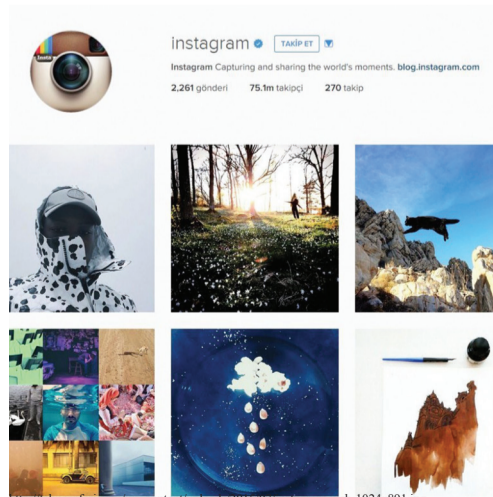 Insta
instagram TAKİP ET
Instagram Capturing and sharing the world's moments. blog.instagram.com
2,261 gönderi 75.1m takipçi 270 takip